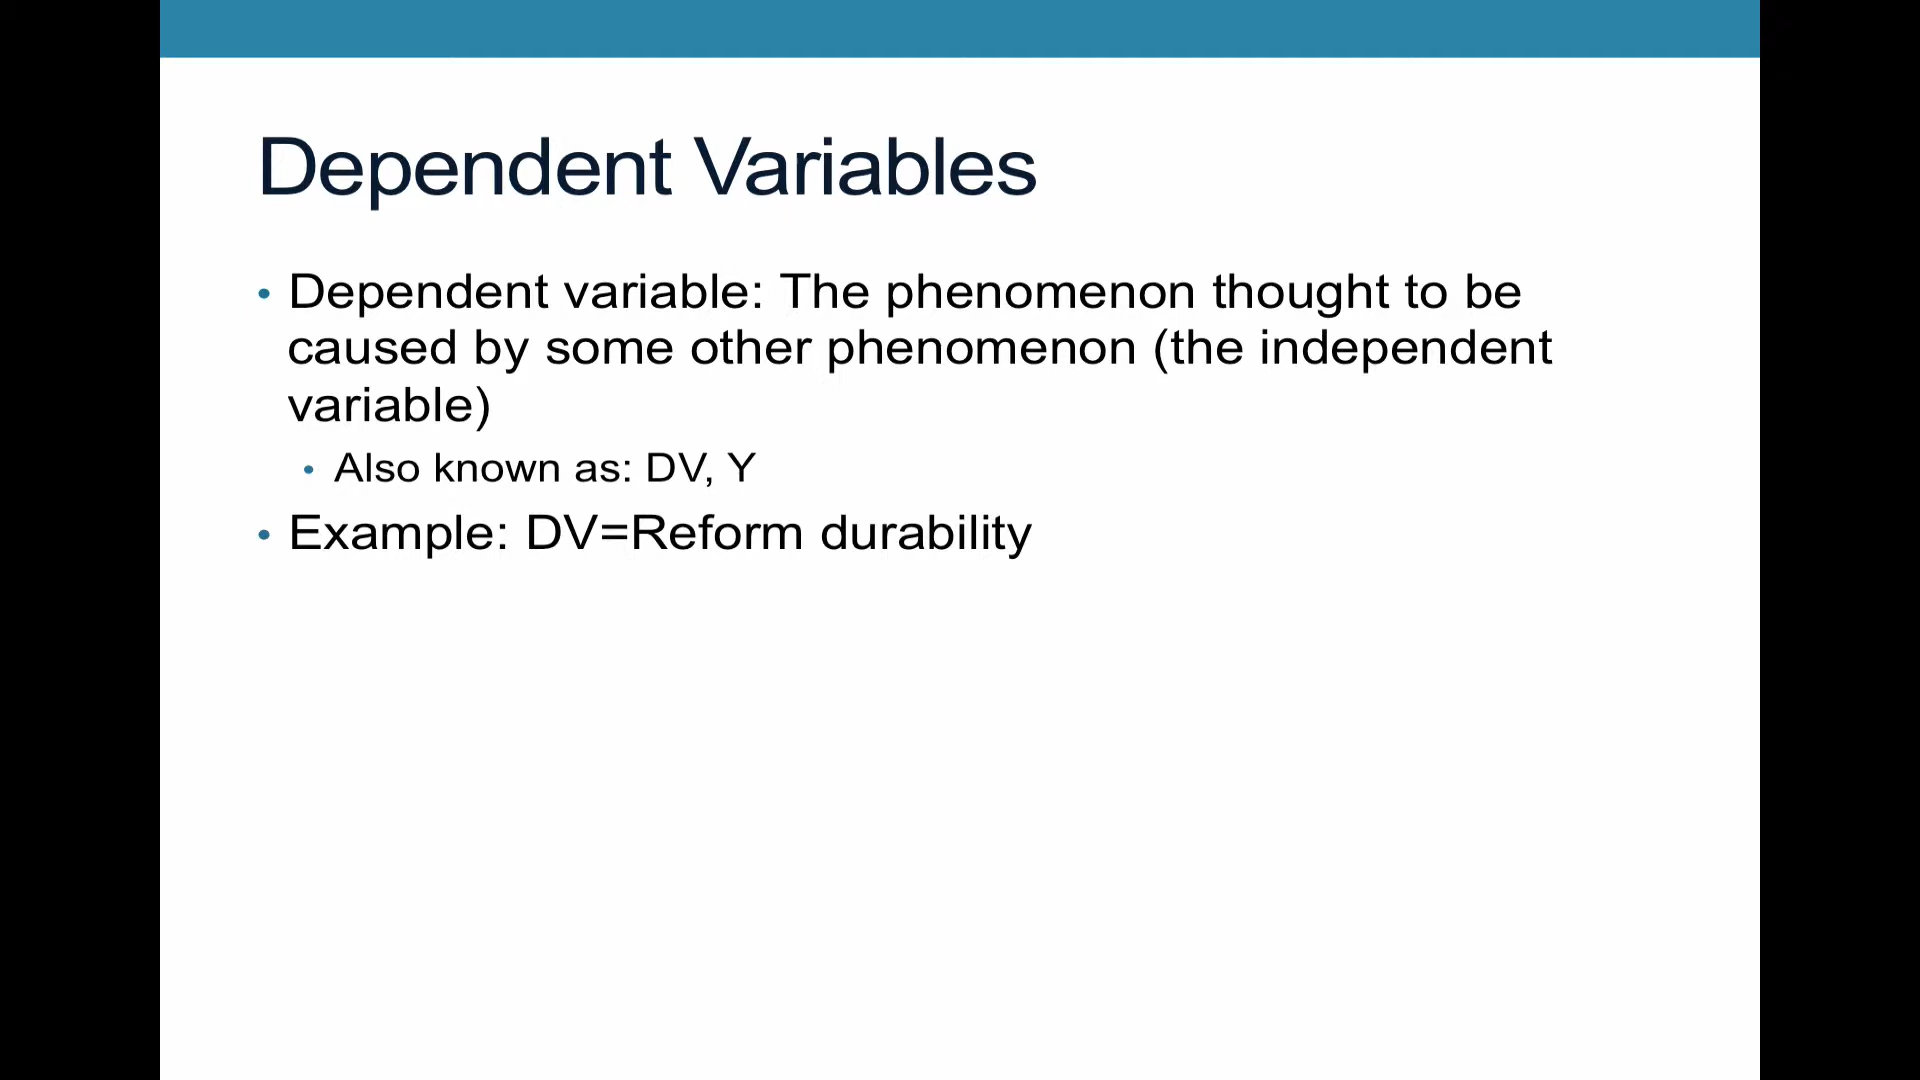 Dependent Variables
• Dependent variable: The phenomenon thought to be
caused by some other phenomenon (the independent
variable)
• Also known as: DV, Y
• Example: DV=Reform durability